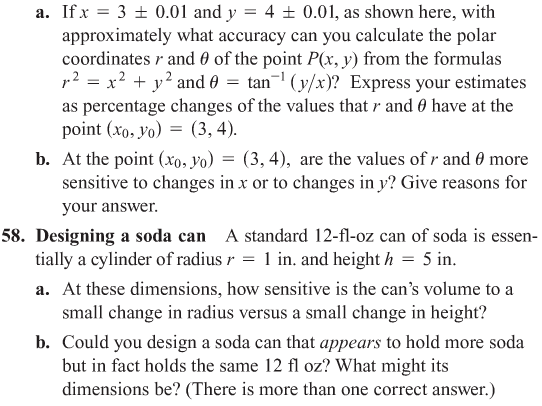 a. If x = 3 ± 0.01 and y = 4 ± 0.01, as shown here, with
approximately what accuracy can you calculate the polar
coordinates r and θ of the point P(x, y) from the formulas
r² = x² + y² and θ = tan⁻¹ (y/x)? Express your estimates
as percentage changes of the values that r and θ have at the
point (x₀, y₀) = (3, 4).
b. At the point (x₀, y₀) = (3, 4), are the values of r and θ more
sensitive to changes in x or to changes in y? Give reasons for
your answer.
58. Designing a soda can A standard 12-fl-oz can of soda is essen-
tially a cylinder of radius r = 1 in. and height h = 5 in.
a. At these dimensions, how sensitive is the can's volume to a
small change in radius versus a small change in height?
b. Could you design a soda can that appears to hold more soda
but in fact holds the same 12 fl oz? What might its
dimensions be? (There is more than one correct answer.)